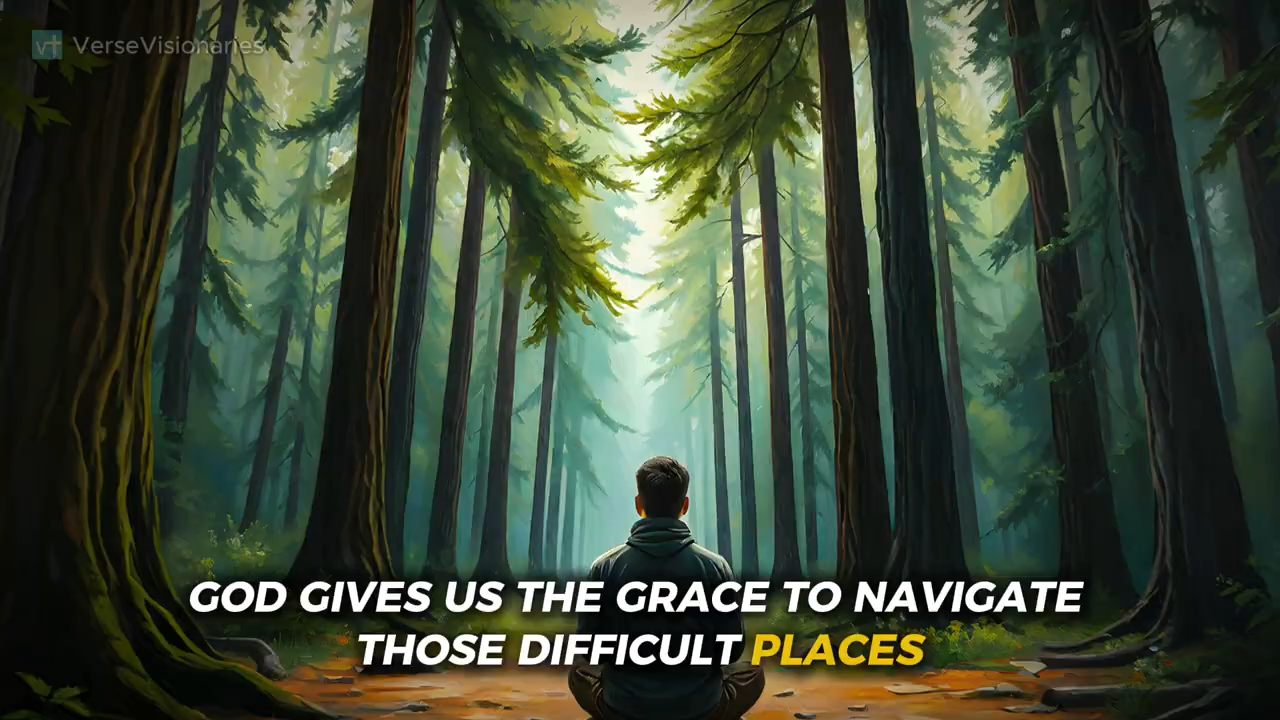 VerseVisionaries
GOD GIVES US THE GRACE TO NAVIGATE
THOSE DIFFICULT PLACES